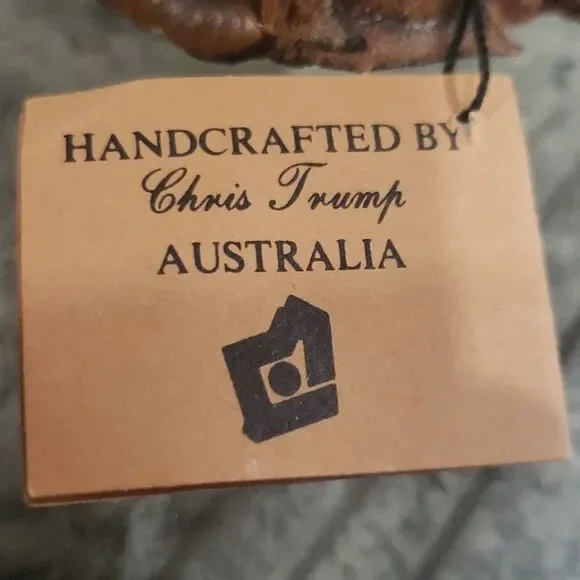 HANDCRAFTED BY
Chris Trump
AUSTRALIA